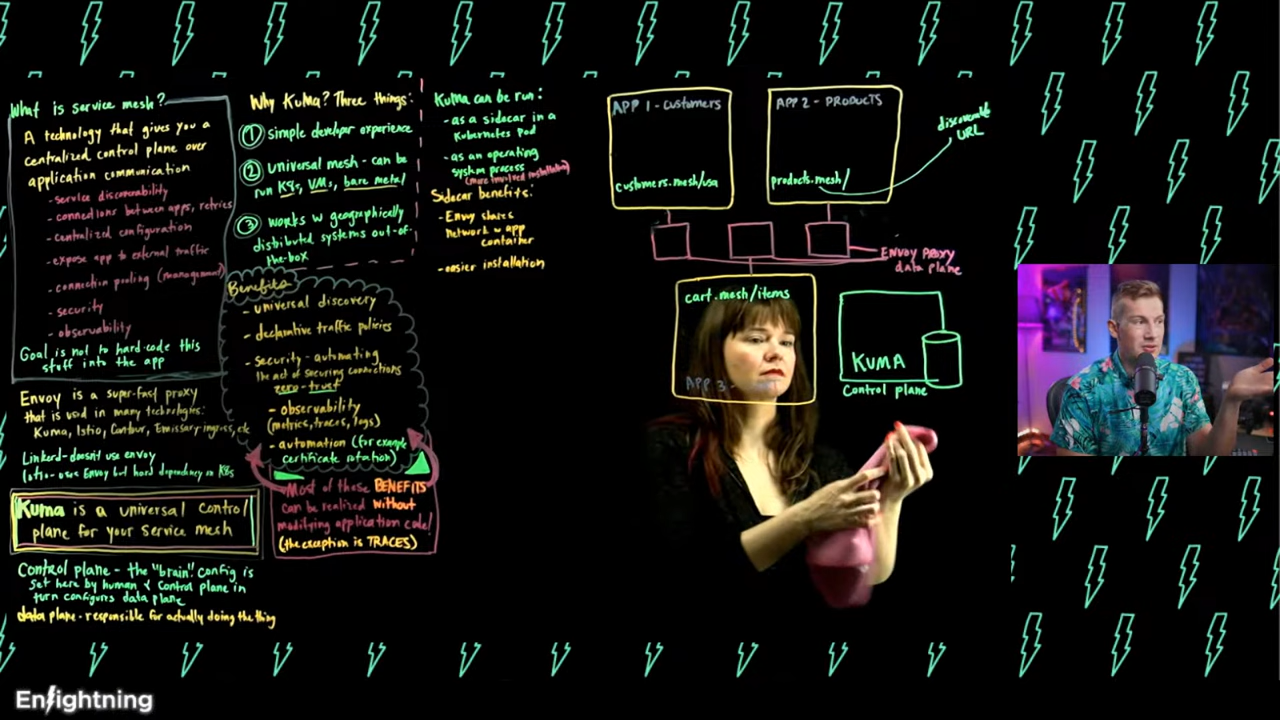 What is service mesh?
A technology that gives you a
centralized control plane over
application communication
- service discoverability
- connections between apps, retries
- centralized configuration
- expose app to external traffic
- connection pooling (management)
- security
- observability
Goal is not to hard-code this
stuff into the app
Envoy is a super-fast proxy
that is used in many technologies:
Kuma, Istio, Contour, Emissary-ingress, etc
Linkerd - doesn't use envoy
Istio - uses Envoy but hard dependency on K8s
Kuma is a universal control
plane for your service mesh
Control plane - the "brain". config is
set here by human & control plane in
turn configures data plane
data plane - responsible for actually doing the thing
Why Kuma? Three things:
1 simple developer experience
2 universal mesh - can be
run K8s, VMs, bare metal
3 works w geographically
distributed systems out-of-
the-box
Benefits
- universal discovery
- declarative traffic policies
- security - automating
the act of securing connections
zero-trust
- observability
(metrics, traces, logs)
- automation (for example
certificate rotation)
Most of these BENEFITS
can be realized without
modifying application code!
(the exception is TRACES)
Kuma can be run:
- as a sidecar in a
Kubernetes pod
- as an operating
system process
(more involved installation)
Sidecar benefits:
- Envoy shares
network w app
container
- easier installation
APP 1 - CUSTOMERS
customers.mesh/usa
APP 2 - PRODUCTS
products.mesh/
discoverable
URL
ENVOY PROXY
data plane
cart.mesh/items
APP 3 -
KUMA
Control plane
Enlightning